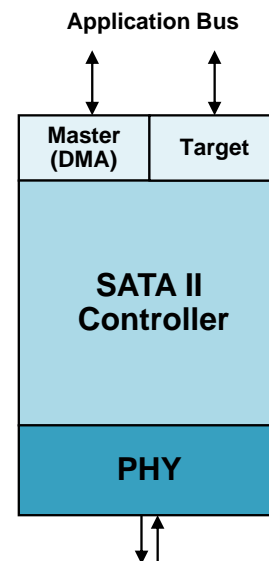 Application Bus
Master
(DMA)
Target
SATA II
Controller
PHY